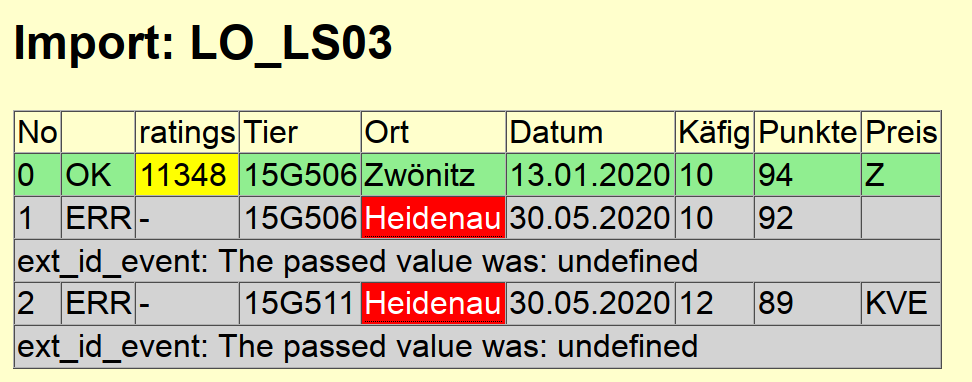 Import: LO_LS03
No ratings Tier Ort Datum Käfig Punkte Preis
0 OK 11348 15G506 Zwönitz 13.01.2020 10 94 Z
1 ERR - 15G506 Heidenau 30.05.2020 10 92
ext_id_event: The passed value was: undefined
2 ERR - 15G511 Heidenau 30.05.2020 12 89 KVE
ext_id_event: The passed value was: undefined